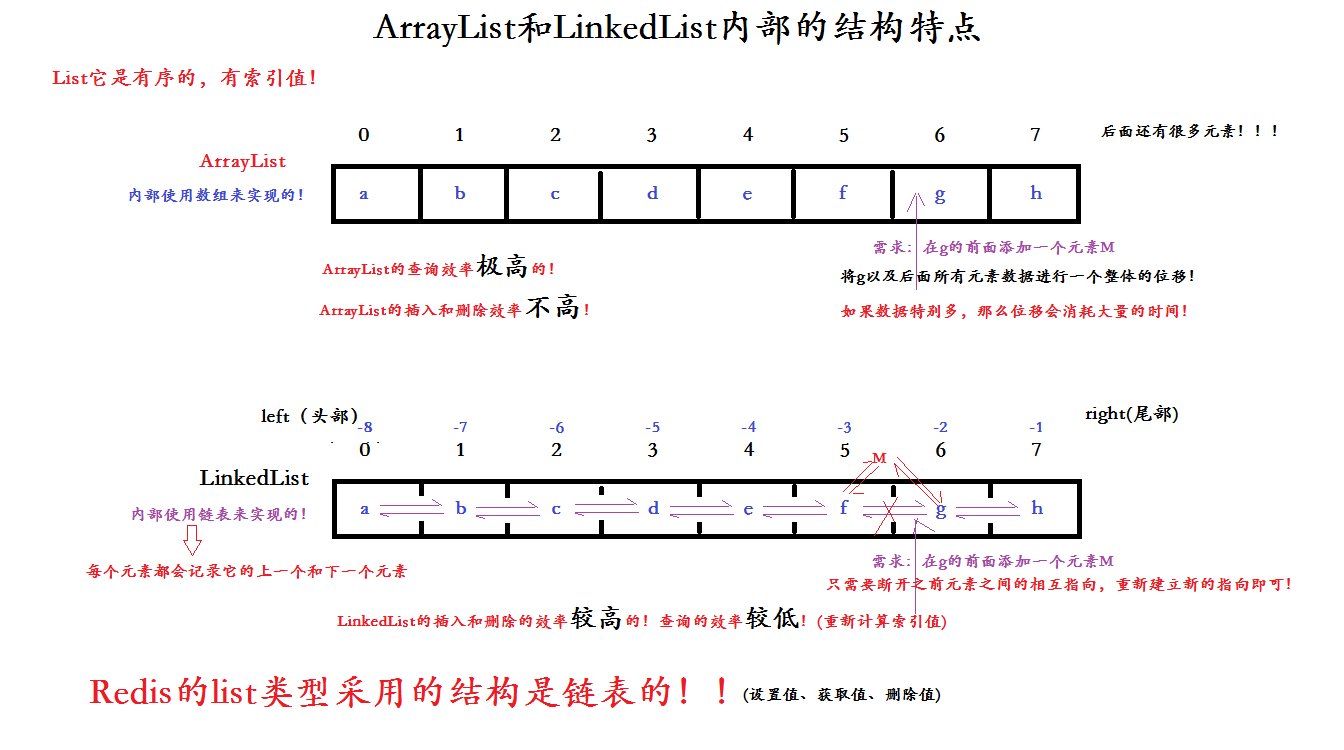 ArrayList和LinkedList内部的结构特点
List它是有序的，有索引值！
0 1 2 3 4 5 6 7 后面还有很多元素！！！
ArrayList
内部使用数组来实现的！ a b c d e f g h
需求：在g的前面添加一个元素M
ArrayList的查询效率极高的！ 将g以及后面所有元素数据进行一个整体的位移！
ArrayList的插入和删除效率不高！ 如果数据特别多，那么位移会消耗大量的时间！
left（头部） right(尾部)
-8 -7 -6 -5 -4 -3 -2 -1
0 1 2 3 4 5 6 7
M
LinkedList
内部使用链表来实现的！ a b c d e f g h
需求：在g的前面添加一个元素M
每个元素都会记录它的上一个和下一个元素 只需要断开之前元素之间的相互指向，重新建立新的指向即可！
LinkedList的插入和删除的效率较高的！查询的效率较低！(重新计算索引值)
Redis的list类型采用的结构是链表的！！(设置值、获取值、删除值)